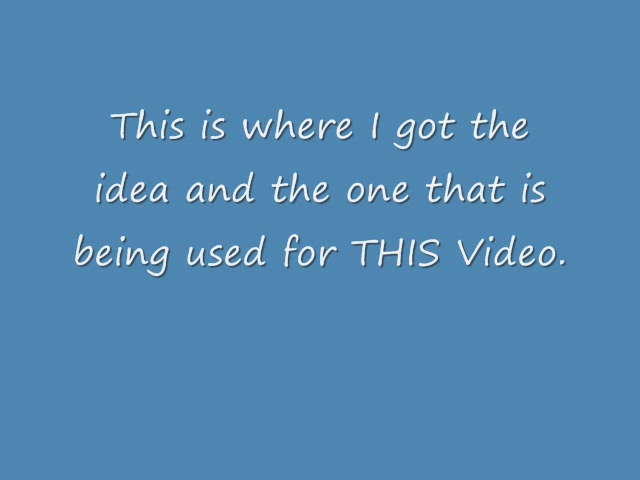 This is where I got the
idea and the one that is
being used for THIS Video.